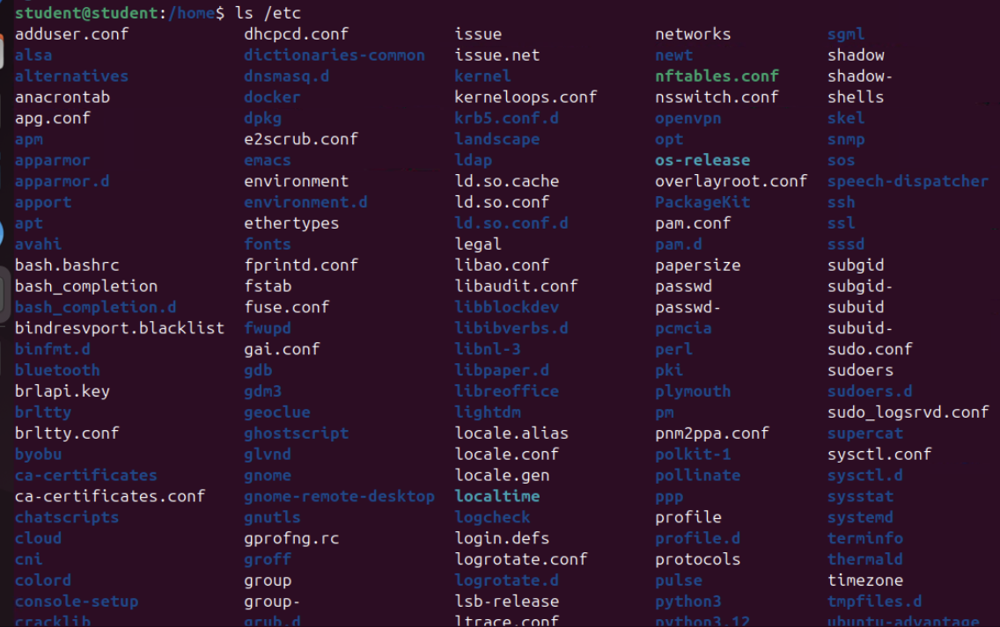 student@student:/home$ ls /etc
adduser.conf dhcpcd.conf issue networks sgml
alsa dictionaries-common issue.net newt shadow
alternatives dnsmasq.d kernel nftables.conf shadow-
anacrontab docker kerneloops.conf nsswitch.conf shells
apg.conf dpkg krb5.conf.d openvpn skel
apm e2scrub.conf landscape opt snmp
apparmor emacs ldap os-release sos
apparmor.d environment ld.so.cache overlayroot.conf speech-dispatcher
apport environment.d ld.so.conf PackageKit ssh
apt ethertypes ld.so.conf.d pam.conf ssl
avahi fonts legal pam.d sssd
bash.bashrc fprintd.conf libao.conf papersize subgid
bash_completion fstab libaudit.conf passwd subgid-
bash_completion.d fuse.conf libblockdev passwd- subuid
bindresvport.blacklist fwupd libibverbs.d pcmcia subuid-
binfmt.d gai.conf libnl-3 perl sudo.conf
bluetooth gdb libpaper.d pki sudoers
brlapi.key gdm3 libreoffice plymouth sudoers.d
brltty geoclue lightdm pm sudo_logsrvd.conf
brltty.conf ghostscript locale.alias pnm2ppa.conf supercat
byobu glvnd locale.conf polkit-1 sysctl.conf
ca-certificates gnome locale.gen pollinate sysctl.d
ca-certificates.conf gnome-remote-desktop localtime ppp sysstat
chatscripts gnutls logcheck profile systemd
cloud gprofng.rc login.defs profile.d terminfo
cni groff logrotate.conf protocols thermald
colord group logrotate.d pulse timezone
console-setup group- lsb-release python3 tmpfiles.d
cracklib grub.d ltrace.conf python3.12 ubuntu-advantage